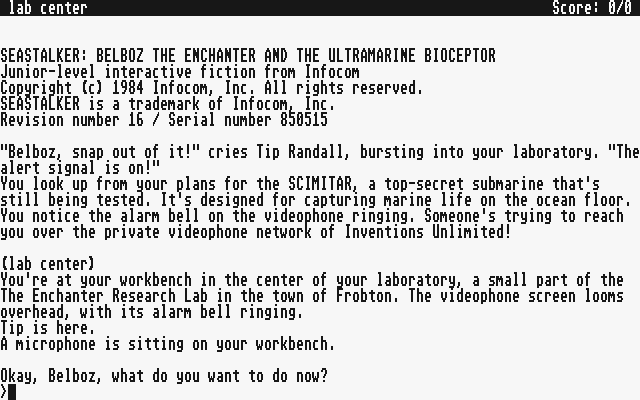 lab center Score: 0/0
SEASTALKER: BELBOZ THE ENCHANTER AND THE ULTRAMARINE BIOCEPTOR
Junior-level interactive fiction from Infocom
Copyright (c) 1984 Infocom, Inc. All rights reserved.
SEASTALKER is a trademark of Infocom, Inc.
Revision number 16 / Serial number 850515
"Belboz, snap out of it!" cries Tip Randall, bursting into your laboratory. "The
alert signal is on!"
You look up from your plans for the SCIMITAR, a top-secret submarine that's
still being tested. It's designed for capturing marine life on the ocean floor.
You notice the alarm bell on the videophone ringing. Someone's trying to reach
you over the private videophone network of Inventions Unlimited!
(lab center)
You're at your workbench in the center of your laboratory, a small part of the
The Enchanter Research Lab in the town of Frobton. The videophone screen looms
overhead, with its alarm bell ringing.
Tip is here.
A microphone is sitting on your workbench.
Okay, Belboz, what do you want to do now?
>